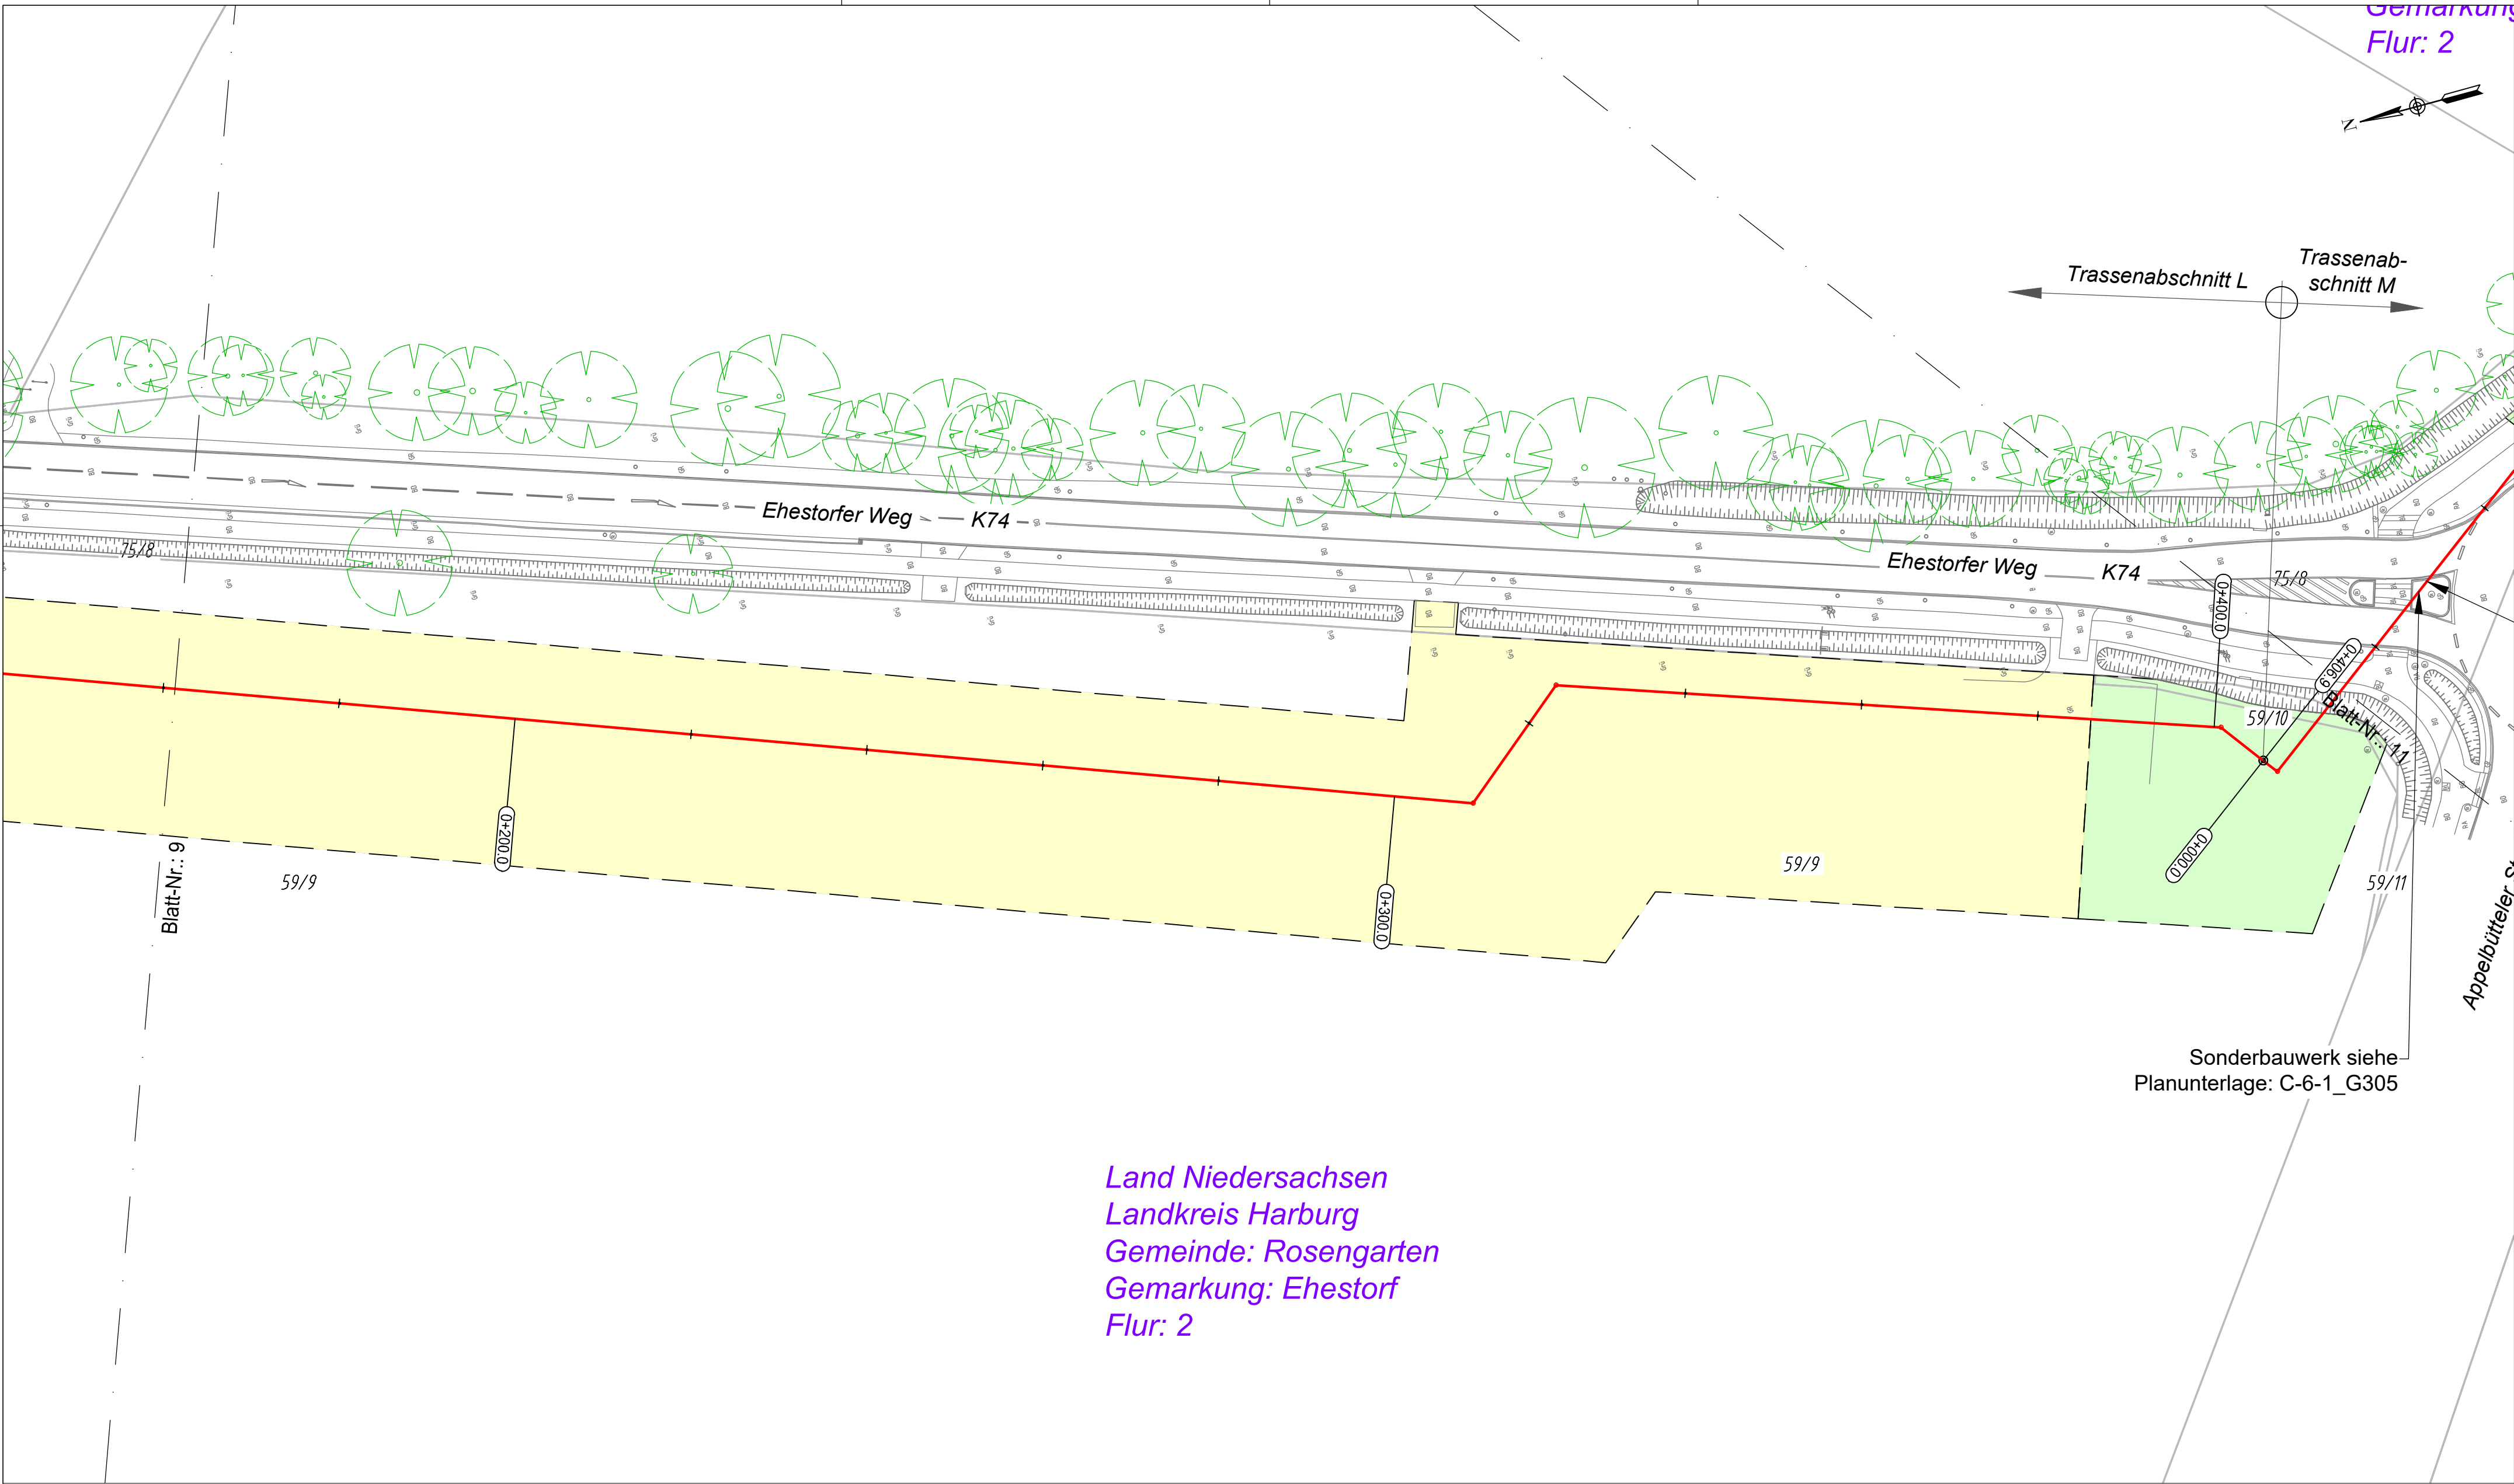 Flur: 2
N
Trassenabschnitt L
Trassenab-
schnitt M
Ehestorfer Weg
K74
Ehestorfer Weg
K74
75/8
75/8
0+400.0
0+406.9
Blatt-Nr.: 11
59/10
0+200.0
0+300.0
0+000.0
Blatt-Nr.: 9
59/9
59/9
59/11
Appelbütteler
Sonderbauwerk siehe
Planunterlage: C-6-1_G305
Land Niedersachsen
Landkreis Harburg
Gemeinde: Rosengarten
Gemarkung: Ehestorf
Flur: 2